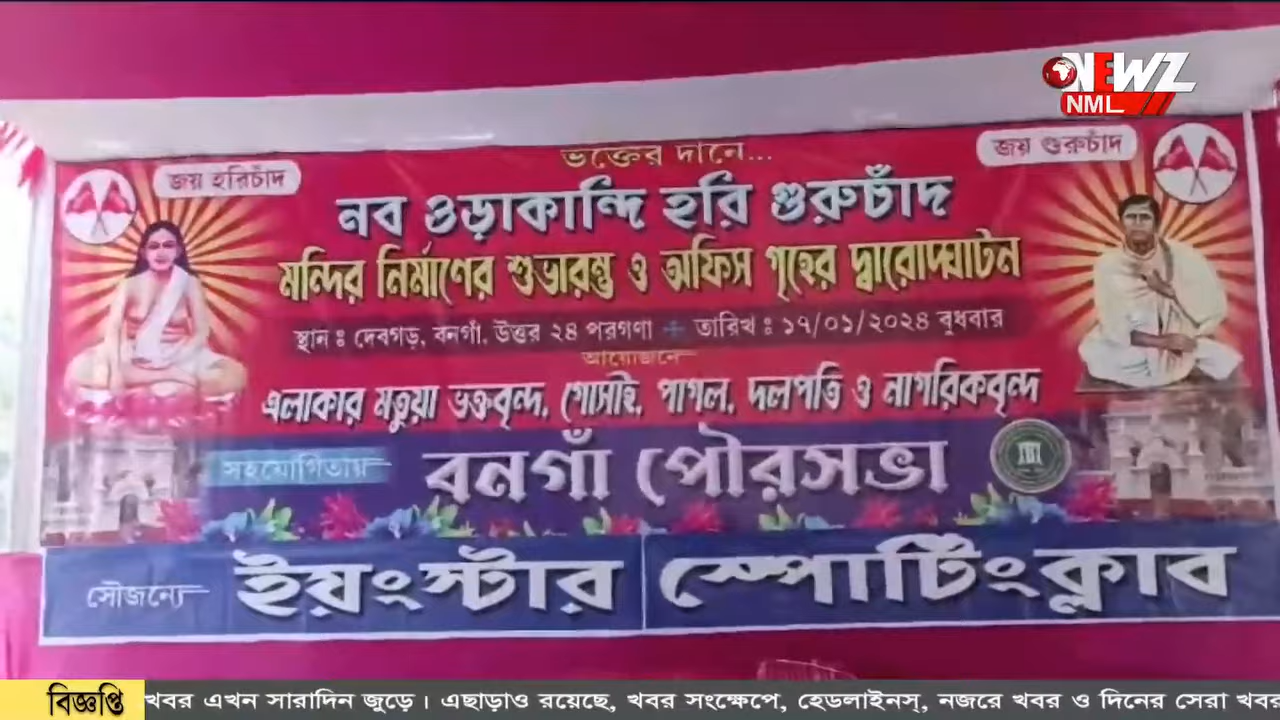 NEWZ
NML
ভক্তের দানে...
জয় হরিচাঁদ
জয় গুরুচাঁদ
নব ওড়াকান্দি হরি গুরুচাঁদ
মন্দির নির্মাণের শুভারম্ভ ও অফিস গৃহের দ্বারোদ্ঘাটন
স্থান ঃ দেবগড়, বনগাঁ, উত্তর ২৪ পরগণা + তারিখ ঃ ১৭/০১/২০২৪ বুধবার
আয়োজনে
এলাকার মতুয়া ভক্তবৃন্দ, গোসাই, পাগল, দলপতি ও নাগরিকবৃন্দ
সহযোগিতায় বনগাঁ পৌরসভা
সৌজন্যে ইয়ংস্টার স্পোর্টিংক্লাব
বিজ্ঞপ্তি খবর এখন সারাদিন জুড়ে। এছাড়াও রয়েছে, খবর সংক্ষেপে, হেডলাইনস্, নজরে খবর ও দিনের সেরা খবর